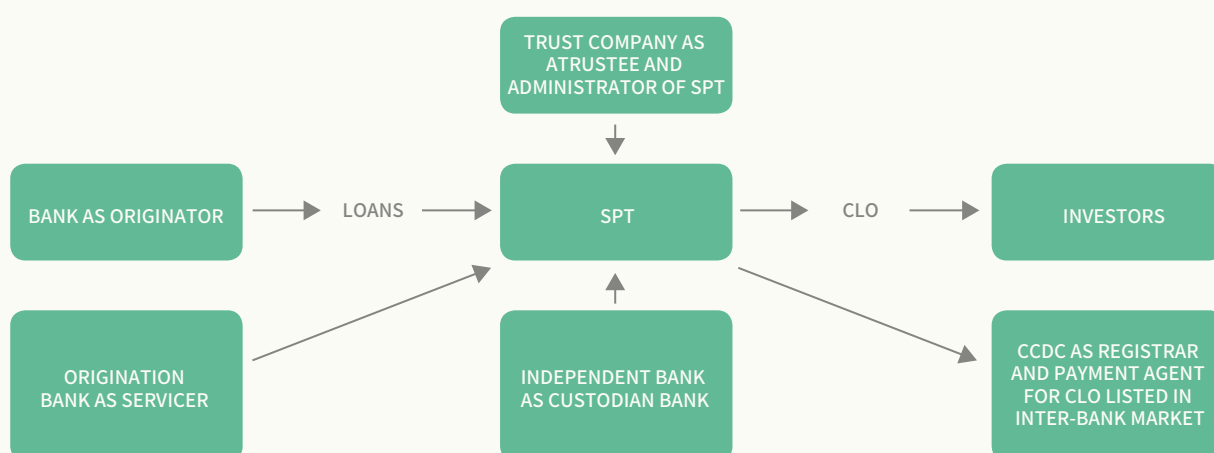 TRUST COMPANY AS
ATRUSTEE AND
ADMINISTRATOR OF SPT
BANK AS ORIGINATOR
LOANS
SPT
CLO
INVESTORS
ORIGINATION
BANK AS SERVICER
INDEPENDENT BANK
AS CUSTODIAN BANK
CCDC AS REGISTRAR
AND PAYMENT AGENT
FOR CLO LISTED IN
INTER-BANK MARKET